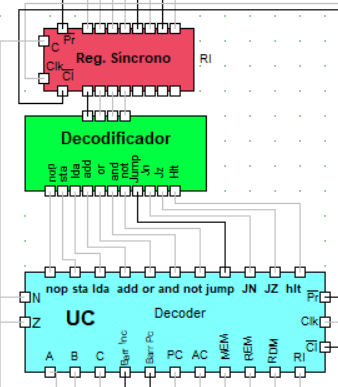 Pr
C
Reg. Síncrono
RI
Clk
Cl
Decodificador
nop sta lda add or and not Jump Jn Jz Hlt
nop sta lda add or and not jump JN JZ hlt
N
Pr
UC
Decoder
Z
Clk
Cl
A B C Barr Inc Barr Pc PC AC MEM REM RDM RI